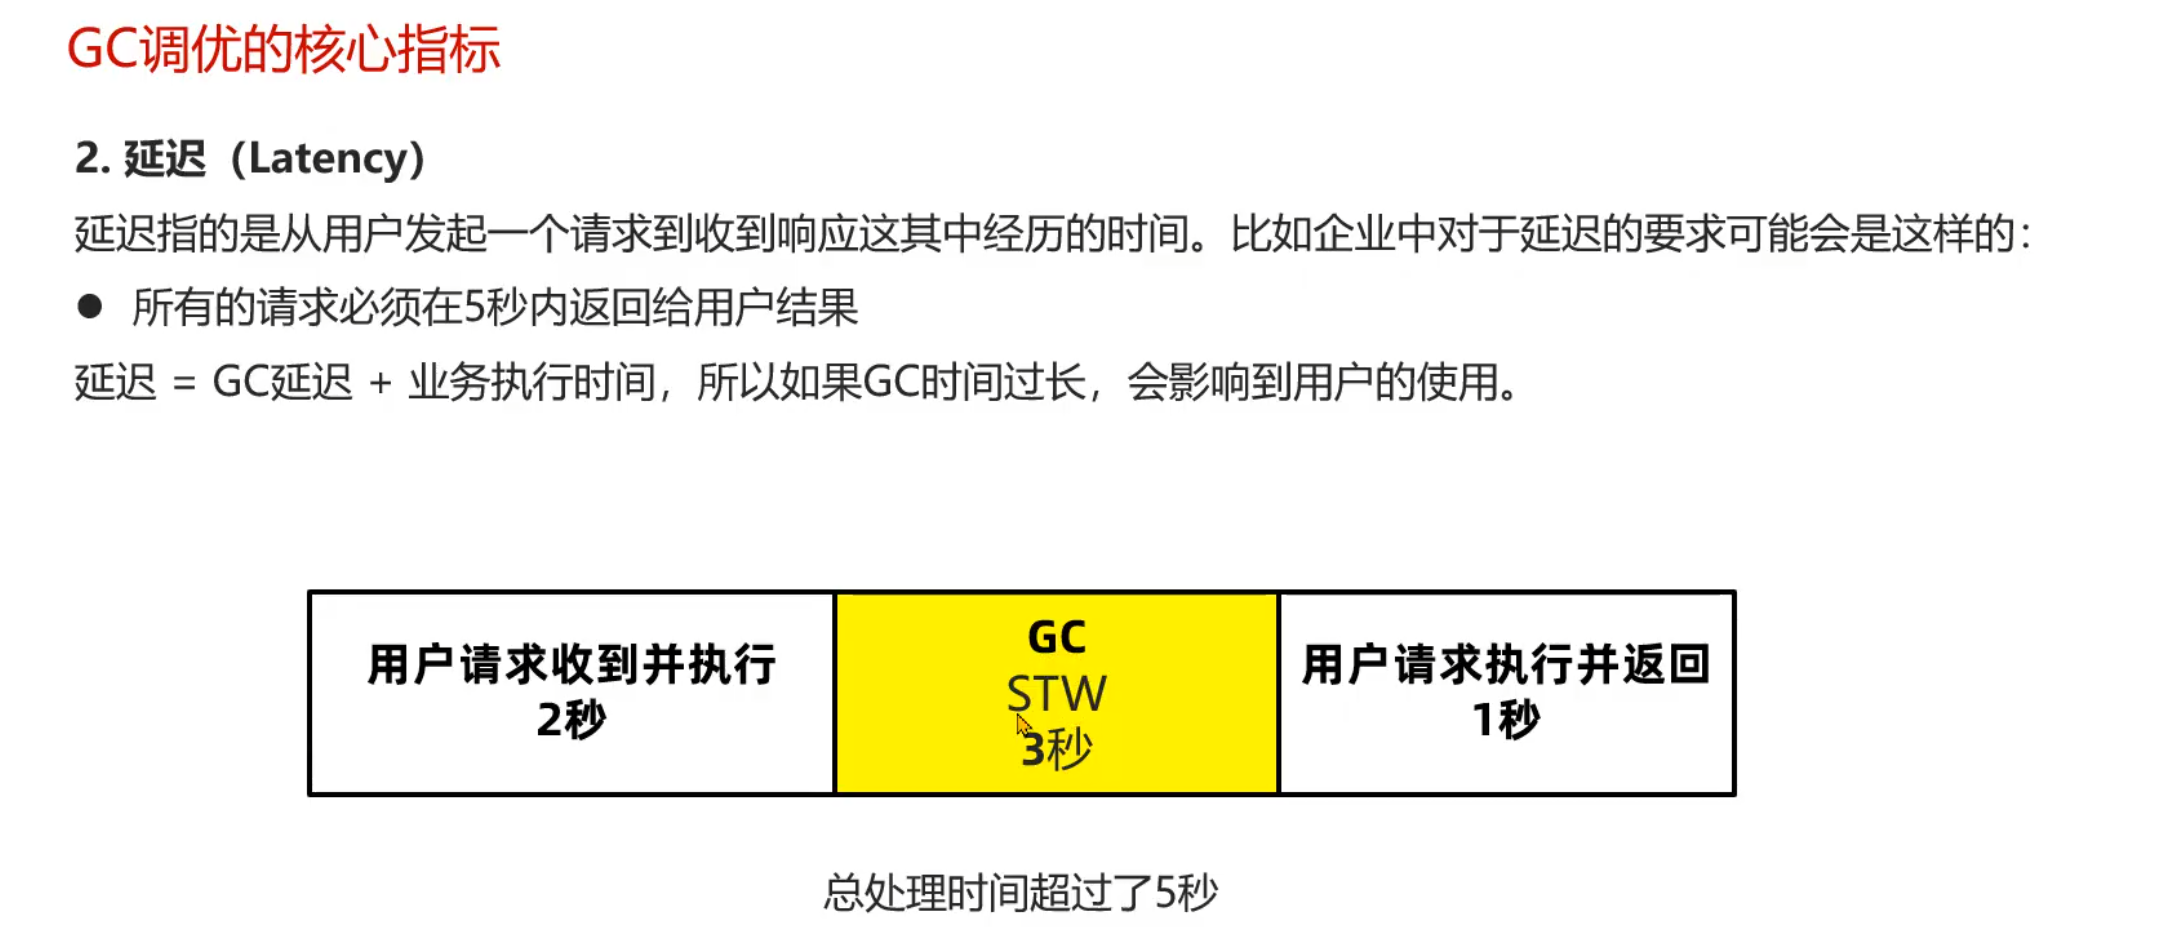 GC调优的核心指标
2. 延迟（Latency）
延迟指的是从用户发起一个请求到收到响应这其中经历的时间。比如企业中对于延迟的要求可能会是这样的：
● 所有的请求必须在5秒内返回给用户结果
延迟 = GC延迟 + 业务执行时间，所以如果GC时间过长，会影响到用户的使用。
用户请求收到并执行
2秒
GC
STW
3秒
用户请求执行并返回
1秒
总处理时间超过了5秒